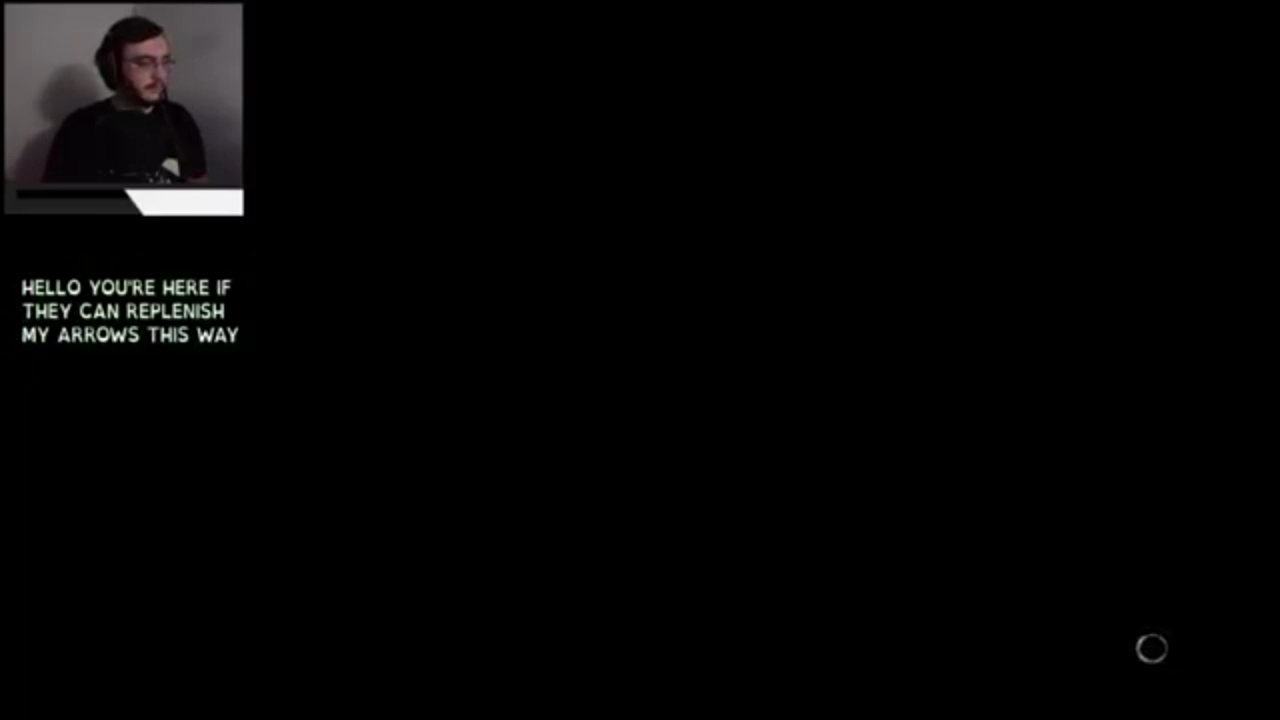 HELLO YOU'RE HERE IF
THEY CAN REPLENISH
MY ARROWS THIS WAY